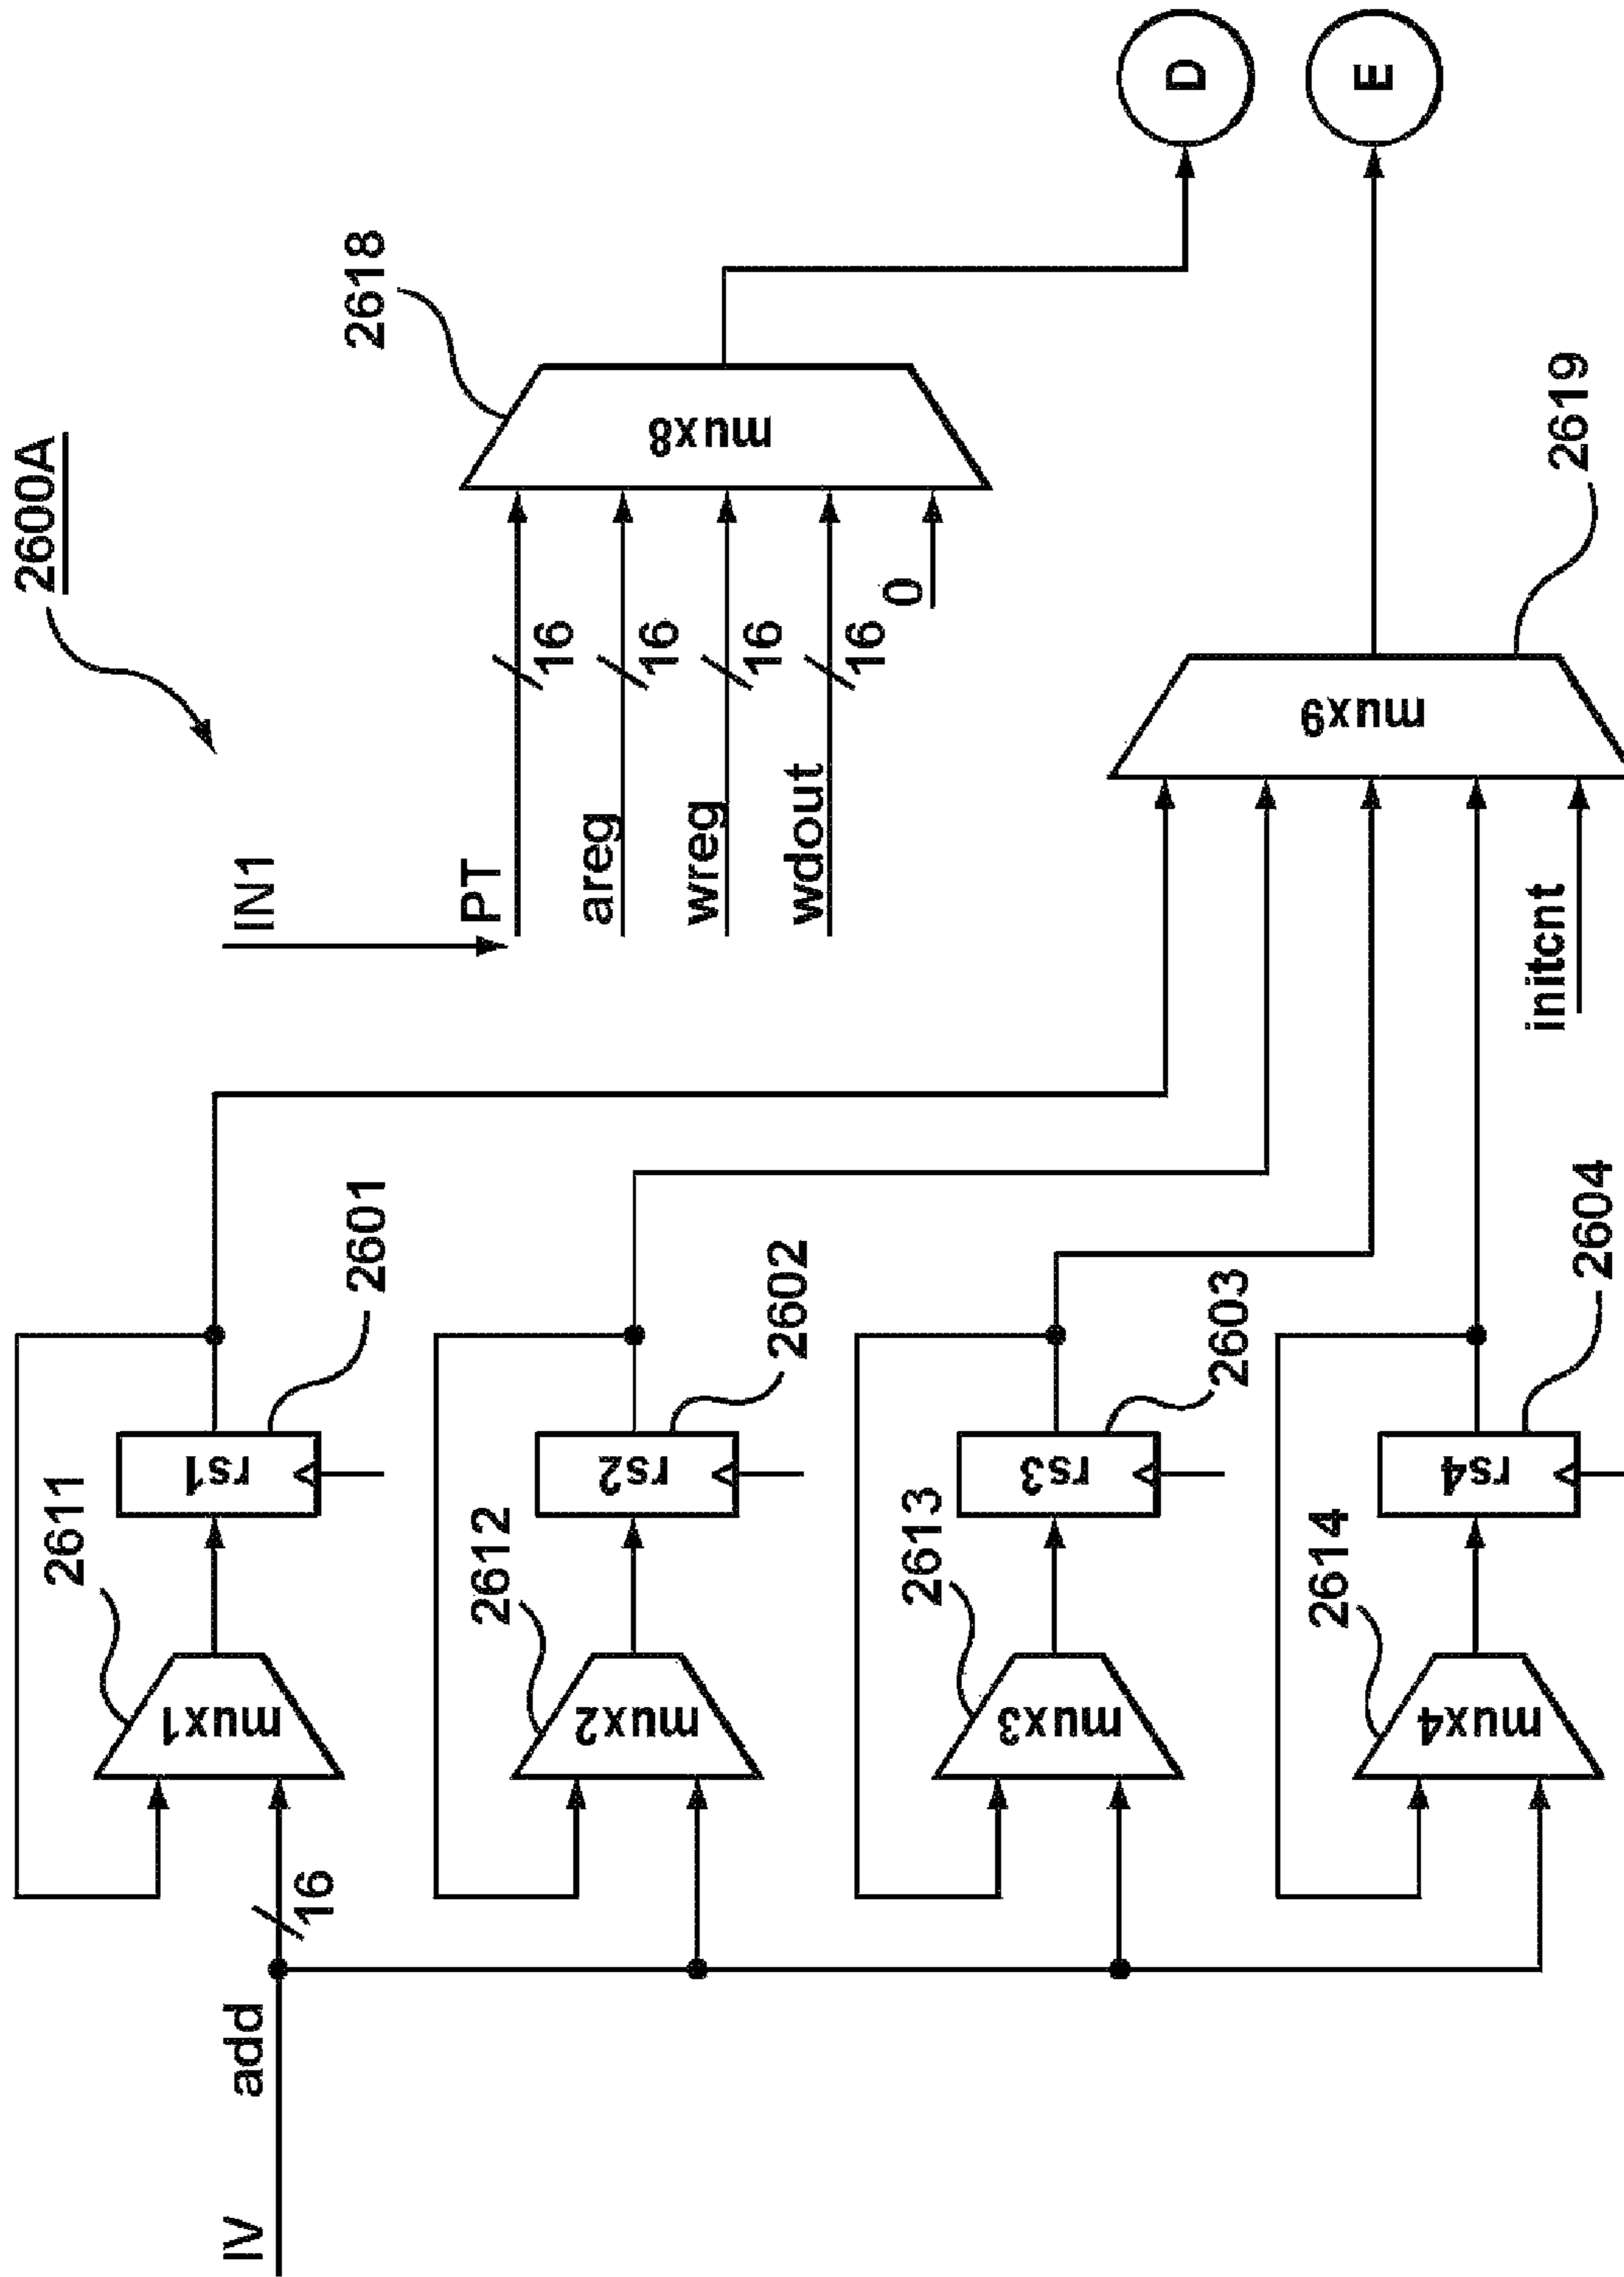 2600A
IV
add
16
2611
mux1
rs1
2601
2612
mux2
rs2
2602
2613
mux3
rs3
2603
2614
mux4
rs4
2604
IN1
PT
16
areg
16
wreg
16
wdout
16
0
mux8
2618
initcnt
mux9
2619
D
E